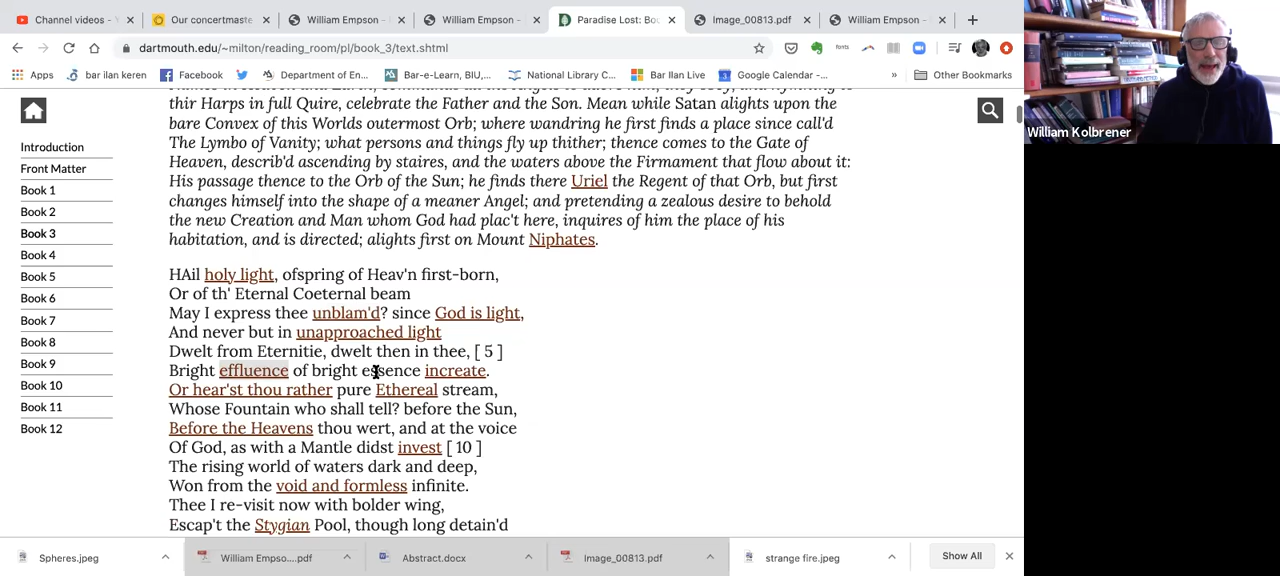 Channel videos - Y
Our concertmaste
William Empson -
William Empson -
Paradise Lost: Bo
Image_00813.pdf
William Empson -
dartmouth.edu/~milton/reading_room/pl/book_3/text.shtml
fonts
Apps
bar ilan keren
Facebook
Department of En...
Bar-e-Learn, BIU,...
National Library C...
Bar Ilan Live
Google Calendar -...
»
Other Bookmarks
thir Harps in full Quire, celebrate the Father and the Son. Mean while Satan alights upon the
bare Convex of this Worlds outermost Orb; where wandring he first finds a place since call'd
The Lymbo of Vanity; what persons and things fly up thither; thence comes to the Gate of
Heaven, describ'd ascending by staires, and the waters above the Firmament that flow about it:
His passage thence to the Orb of the Sun; he finds there Uriel the Regent of that Orb, but first
changes himself into the shape of a meaner Angel; and pretending a zealous desire to behold
the new Creation and Man whom God had plac't here, inquires of him the place of his
habitation, and is directed; alights first on Mount Niphates.
Introduction
Front Matter
Book 1
Book 2
Book 3
Book 4
Book 5
Book 6
Book 7
Book 8
Book 9
Book 10
Book 11
Book 12
HAil holy light, ofspring of Heav'n first-born,
Or of th' Eternal Coeternal beam
May I express thee unblam'd? since God is light,
And never but in unapproached light
Dwelt from Eternitie, dwelt then in thee, [ 5 ]
Bright effluence of bright essence increate.
Or hear'st thou rather pure Ethereal stream,
Whose Fountain who shall tell? before the Sun,
Before the Heavens thou wert, and at the voice
Of God, as with a Mantle didst invest [ 10 ]
The rising world of waters dark and deep,
Won from the void and formless infinite.
Thee I re-visit now with bolder wing,
Escap't the Stygian Pool, though long detain'd
William Kolbrener
Spheres.jpeg
William Empso....pdf
Abstract.docx
Image_00813.pdf
strange fire.jpeg
Show All